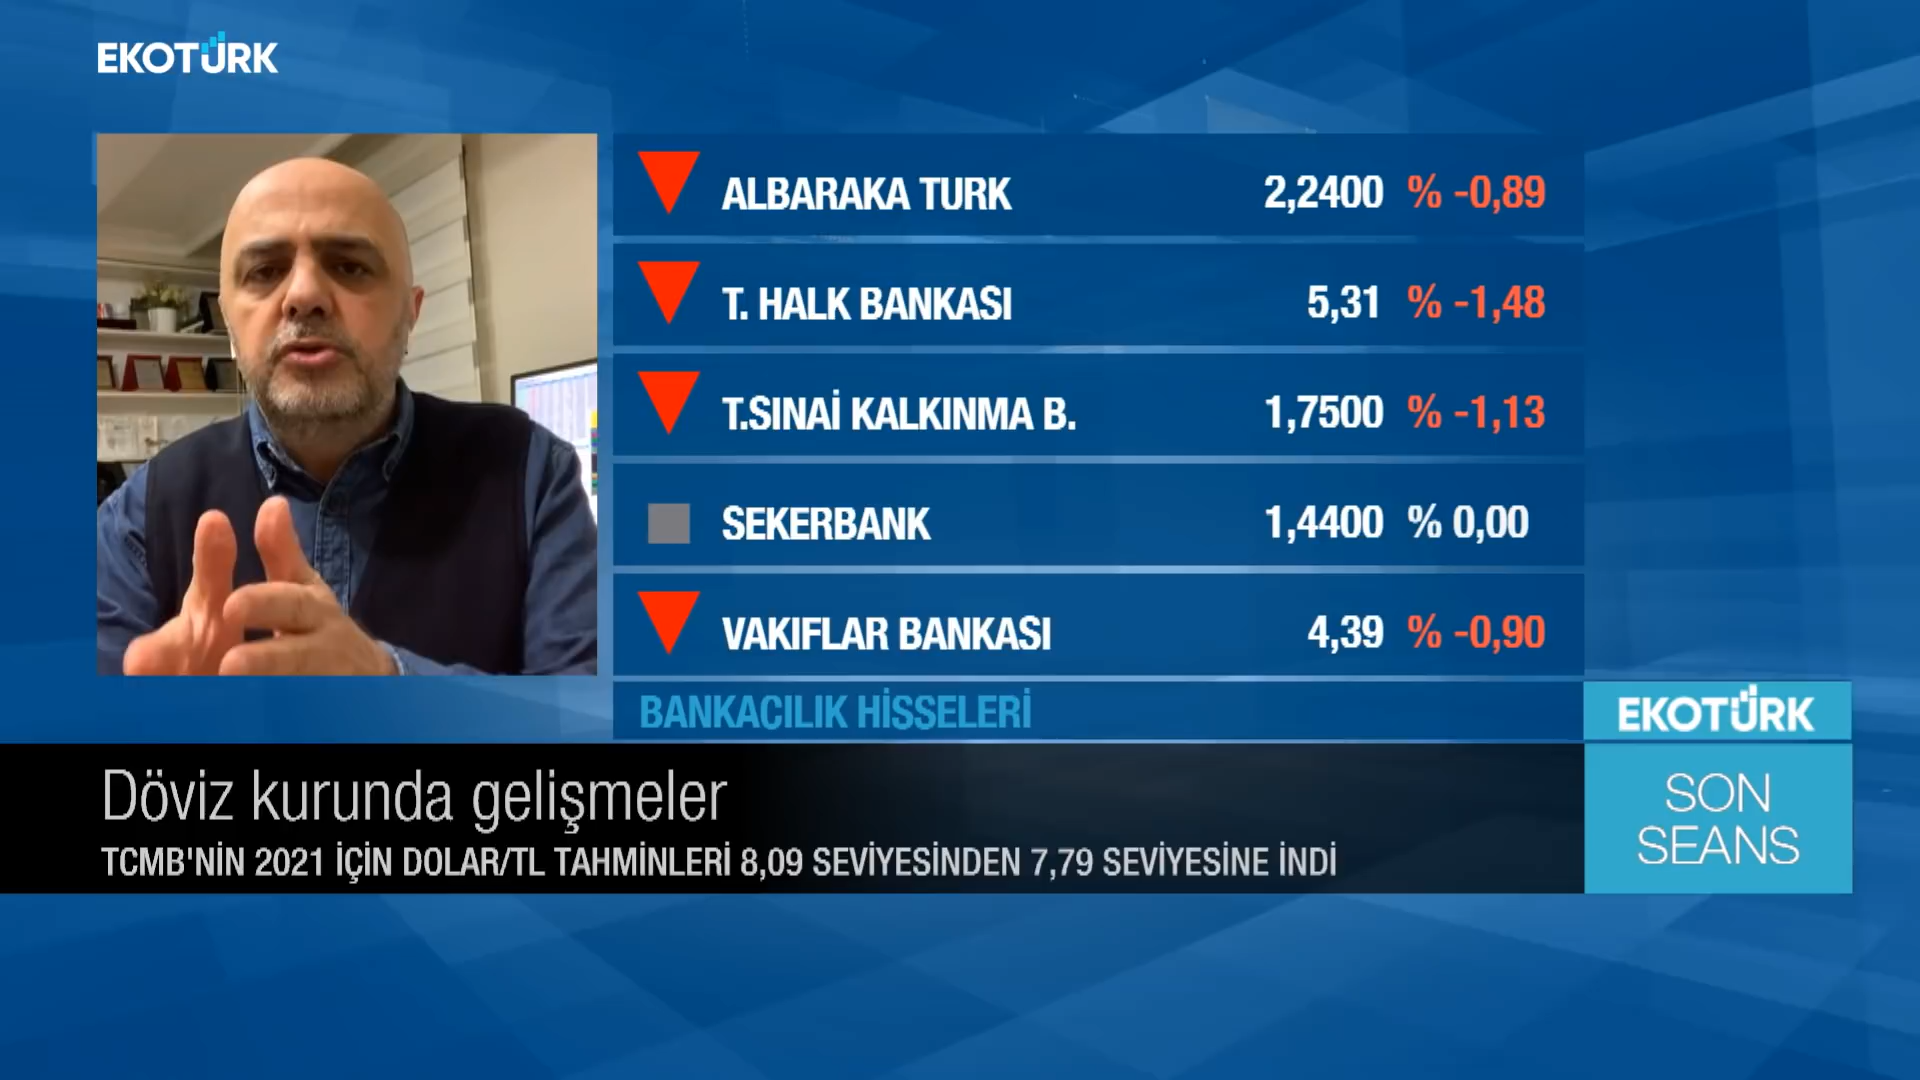 EKOTÜRK
ALBARAKA TURK 2,2400 % -0,89
T. HALK BANKASI 5,31 % -1,48
T.SINAİ KALKINMA B. 1,7500 % -1,13
SEKERBANK 1,4400 % 0,00
VAKIFLAR BANKASI 4,39 % -0,90
BANKACILIK HİSSELERİ
EKOTÜRK
Döviz kurunda gelişmeler
TCMB'NİN 2021 İÇİN DOLAR/TL TAHMİNLERİ 8,09 SEVİYESİNDEN 7,79 SEVİYESİNE İNDİ
SON
SEANS